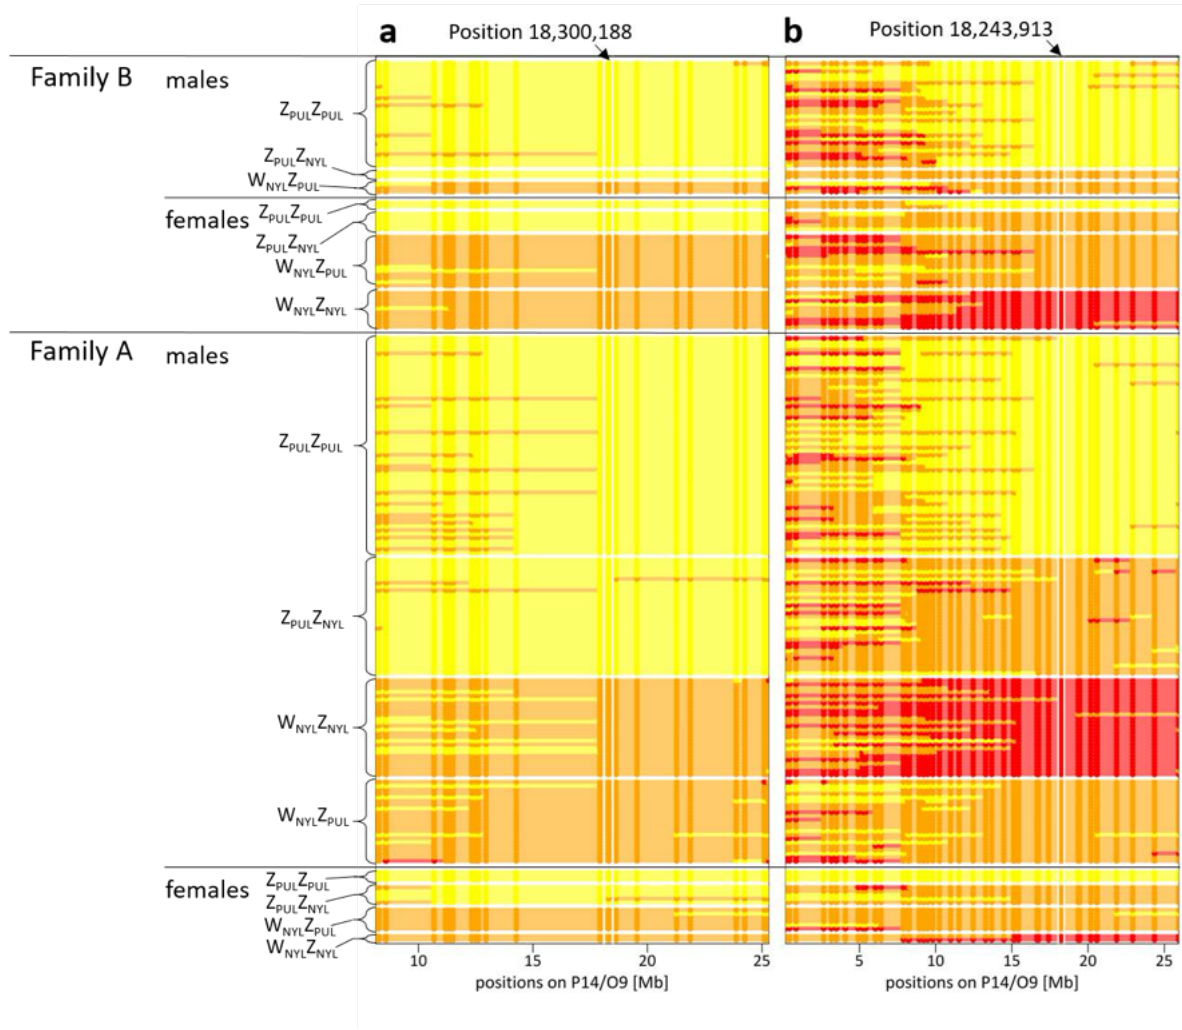 a
Position 18,300,188
b
Position 18,243,913
Family B
males
ZPULZPUL
ZPULZNYL
WNYLZPUL
females
ZPULZPUL
ZPULZNYL
WNYLZPUL
WNYLZNYL
Family A
males
ZPULZPUL
ZPULZNYL
WNYLZNYL
WNYLZPUL
females
ZPULZPUL
ZPULZNYL
WNYLZPUL
WNYLZNYL
10 15 20 25
5 10 15 20 25
positions on P14/O9 [Mb]
positions on P14/O9 [Mb]